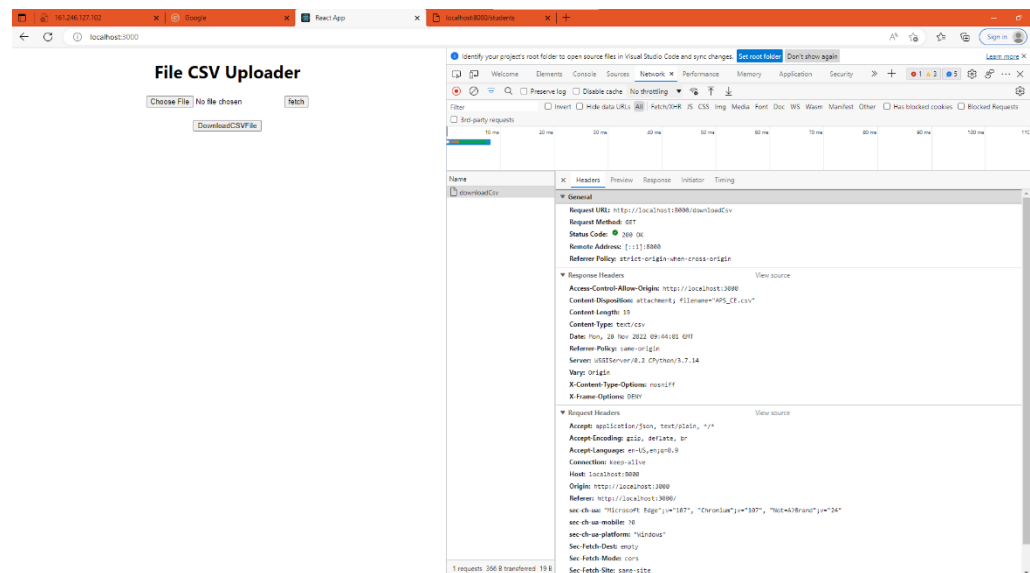 161.246.127.102
Google
React App
localhost:8000/students
localhost:3000
Sign in
Identify your project's root folder to open source files in Visual Studio Code and sync changes. Set root folder Don't show again Learn more
File CSV Uploader
Choose File No file chosen fetch
DownloadCSVFile
Welcome Elements Console Sources Network Performance Memory Application Security
Preserve log Disable cache No throttling
Filter Invert Hide data URLs All Fetch/XHR JS CSS Img Media Font Doc WS Wasm Manifest Other Has blocked cookies Blocked Requests
3rd-party requests
10 ms 20 ms 30 ms 40 ms 50 ms 60 ms 70 ms 80 ms 90 ms 100 ms 110
Name
downloadCsv
Headers Preview Response Initiator Timing
General
Request URL: http://localhost:8000/downloadCsv
Request Method: GET
Status Code: 200 OK
Remote Address: [::1]:8000
Referrer Policy: strict-origin-when-cross-origin
Response Headers View source
Access-Control-Allow-Origin: http://localhost:3000
Content-Disposition: attachment; filename="APS_CE.csv"
Content-Length: 19
Content-Type: text/csv
Date: Mon, 28 Nov 2022 09:44:01 GMT
Referrer-Policy: same-origin
Server: WSGIServer/0.2 CPython/3.7.14
Vary: Origin
X-Content-Type-Options: nosniff
X-Frame-Options: DENY
Request Headers View source
Accept: application/json, text/plain, */*
Accept-Encoding: gzip, deflate, br
Accept-Language: en-US,en;q=0.9
Connection: keep-alive
Host: localhost:8000
Origin: http://localhost:3000
Referer: http://localhost:3000/
sec-ch-ua: "Microsoft Edge";v="107", "Chromium";v="107", "Not=A?Brand";v="24"
sec-ch-ua-mobile: ?0
sec-ch-ua-platform: "Windows"
Sec-Fetch-Dest: empty
Sec-Fetch-Mode: cors
Sec-Fetch-Site: same-site
1 requests 366 B transferred 19 B